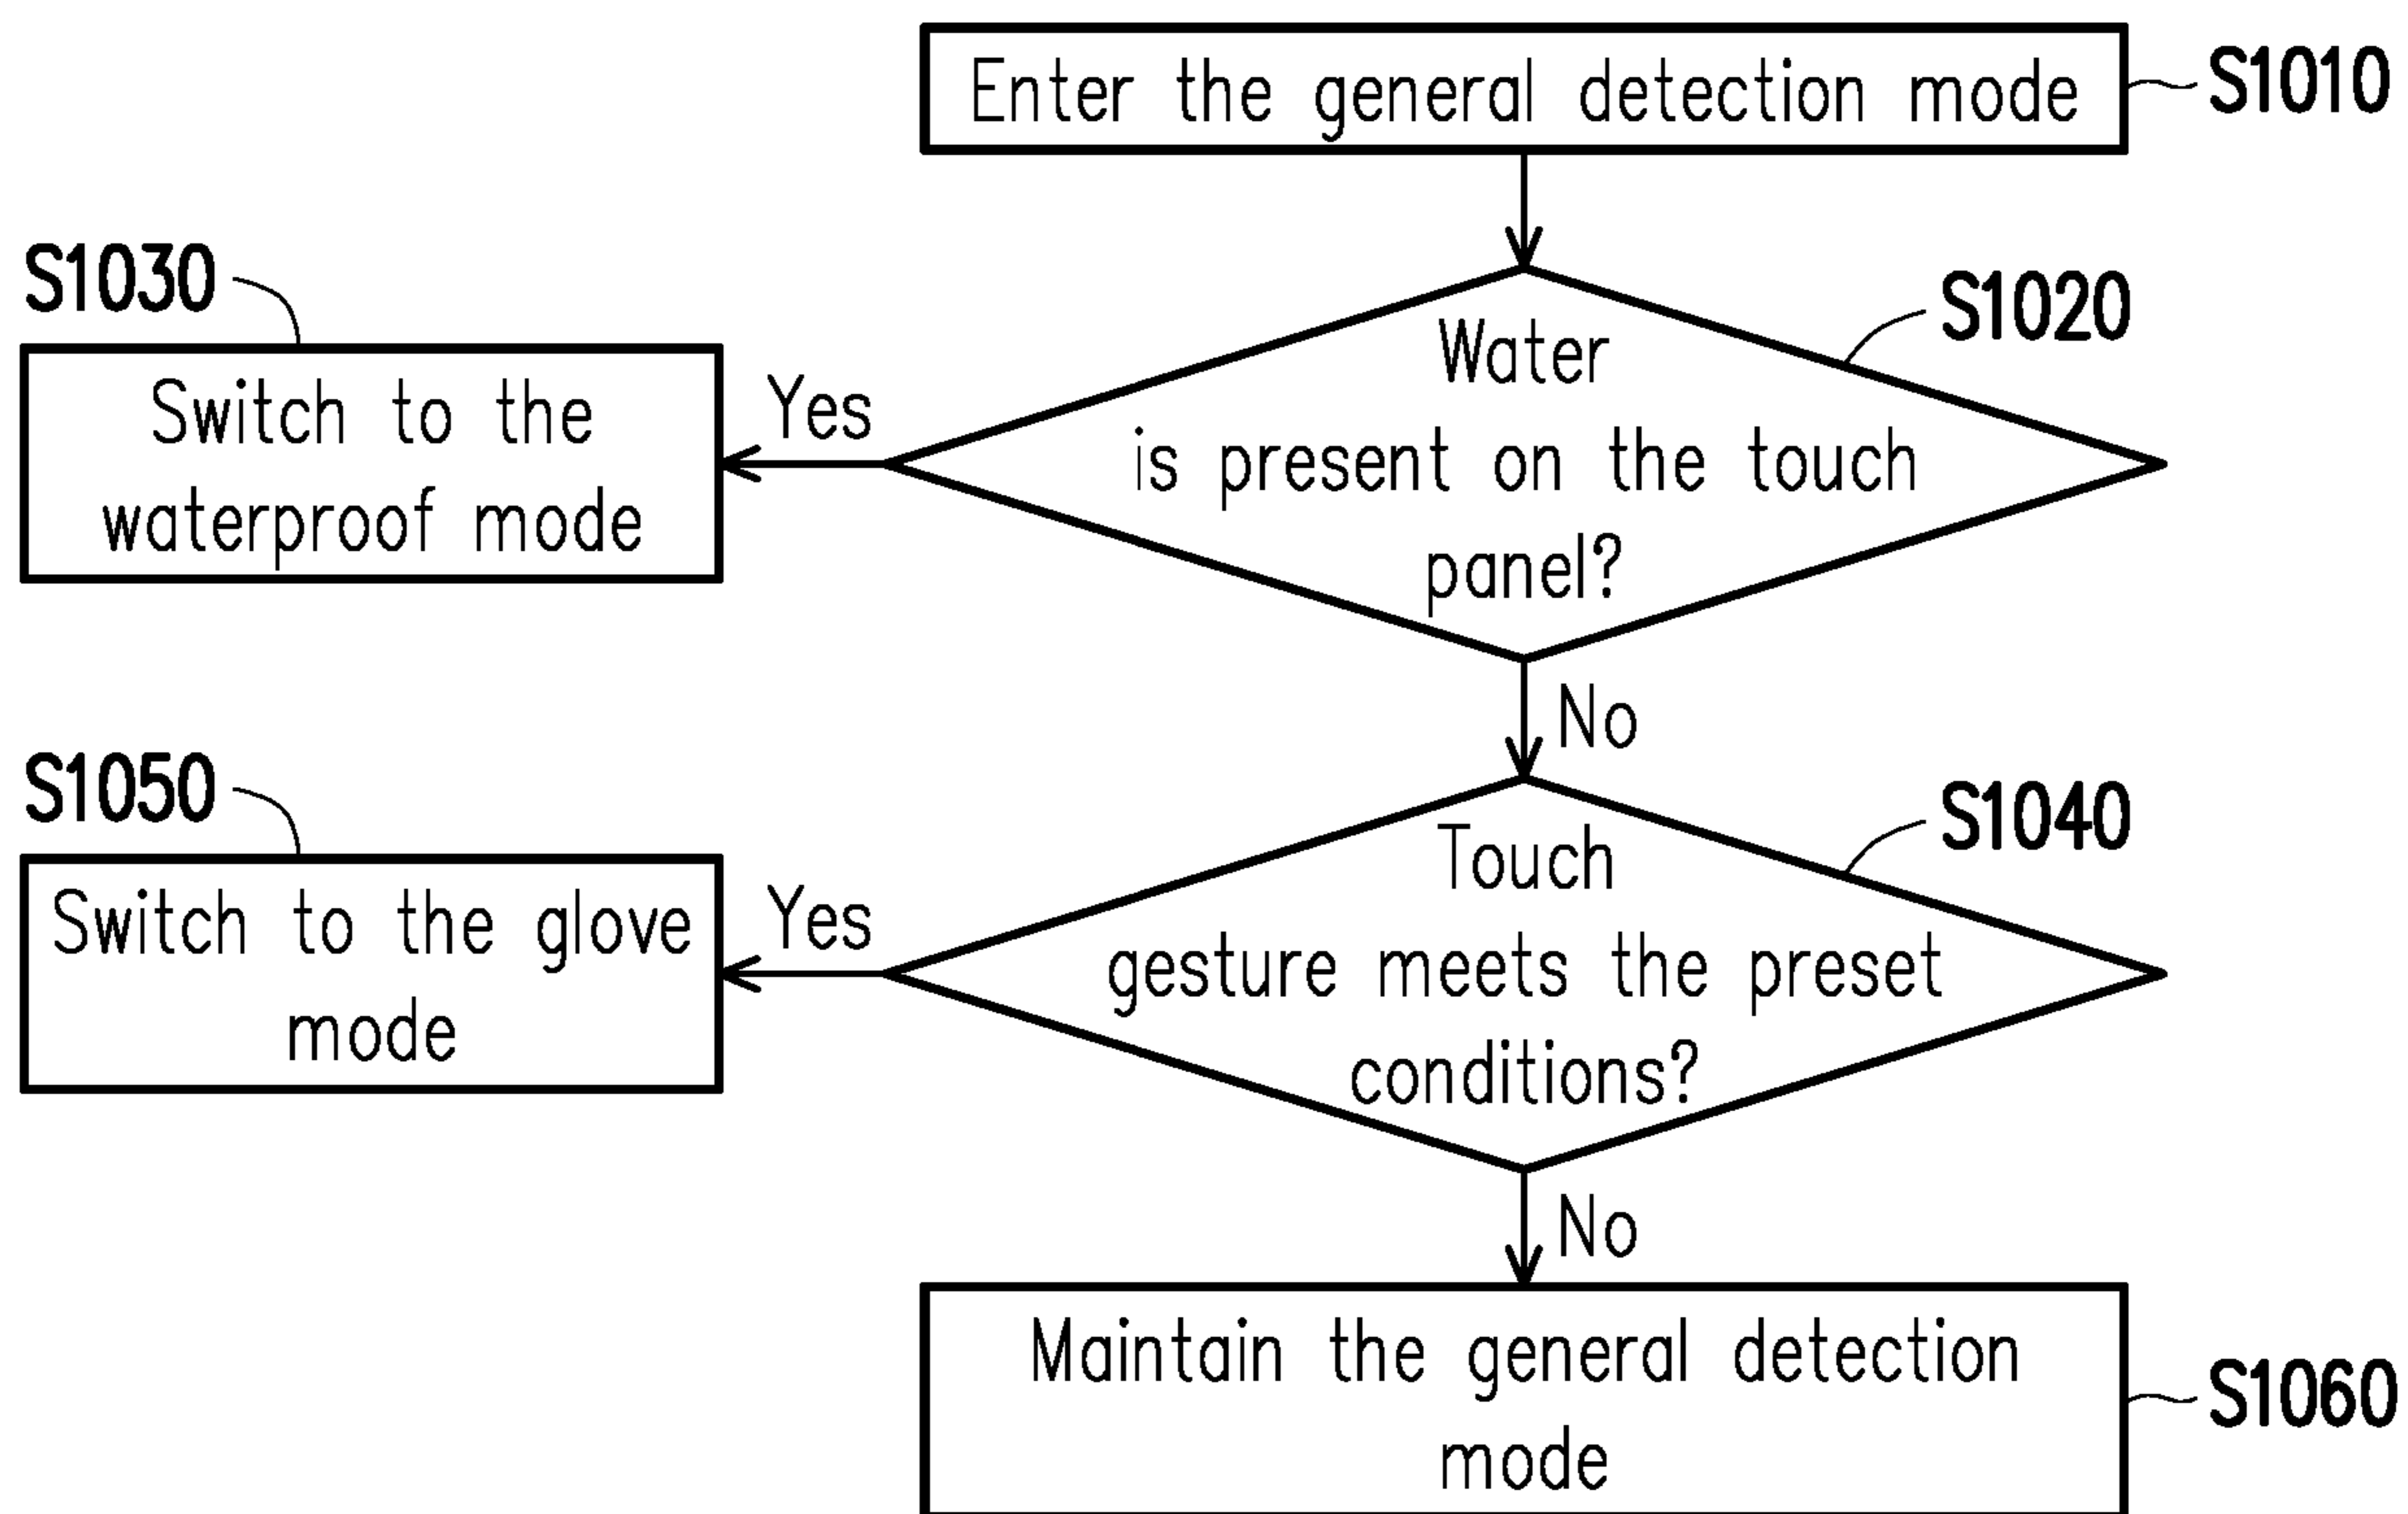 Enter the general detection mode
S1010
S1030
S1020
Switch to the
waterproof mode
Yes
Water
is present on the touch
panel?
No
S1050
S1040
Switch to the glove
mode
Yes
Touch
gesture meets the preset
conditions?
No
Maintain the general detection
mode
S1060